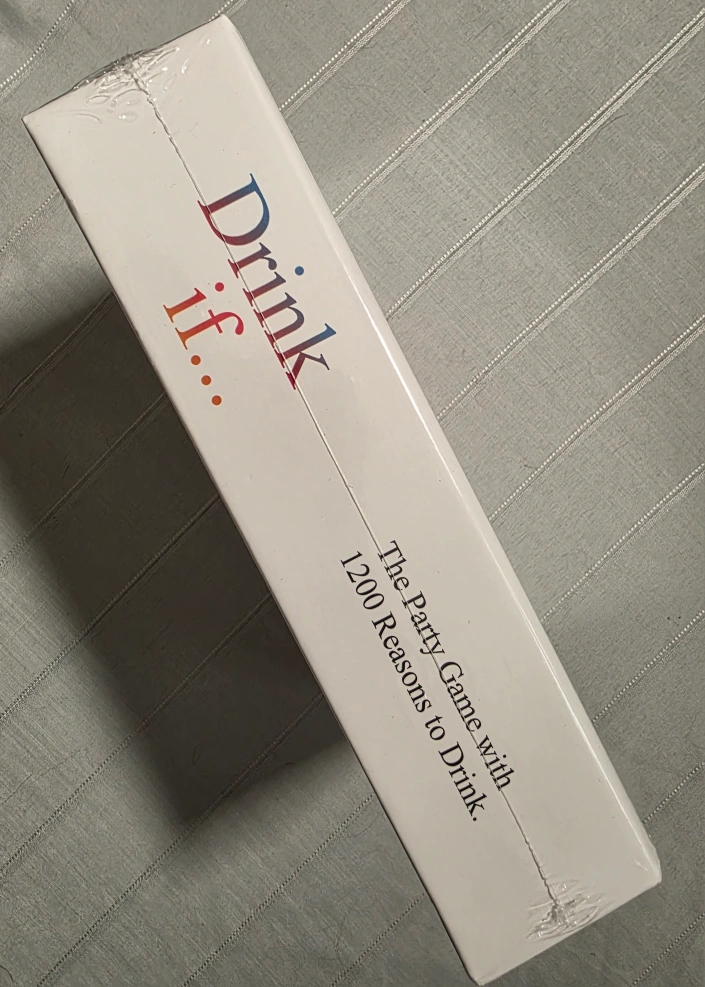 Drink
if...
The Party Game with
1200 Reasons to Drink.